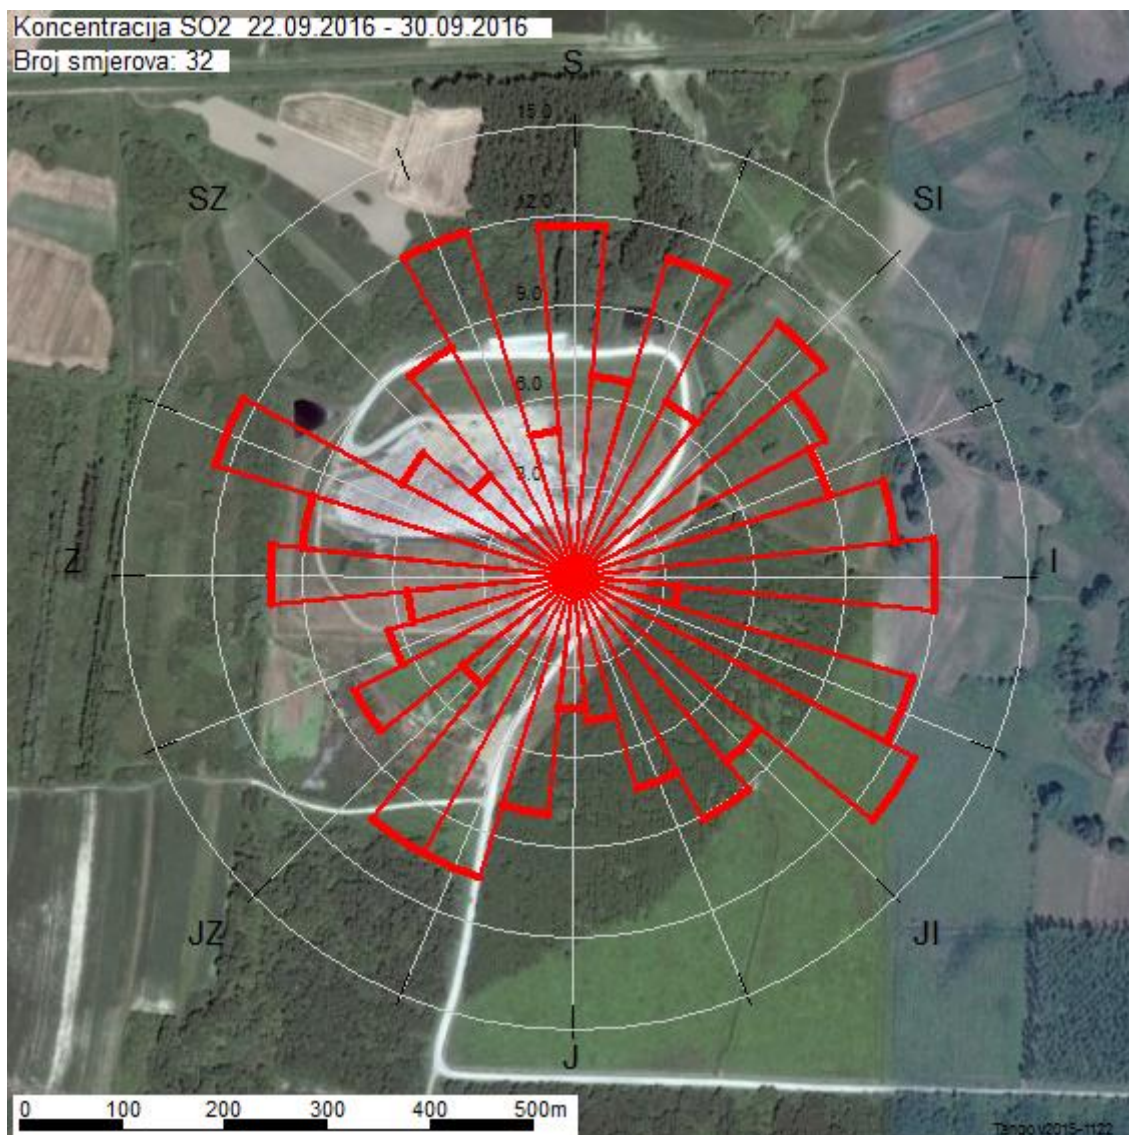 Koncentracija SO2 22.09.2016 - 30.09.2016
Broj smjerova: 32
S
15.0
SZ
SI
12.0
9.0
6.0
3.0
Z
I
JZ
JI
J
0 100 200 300 400 500m
Tango v2015-1122